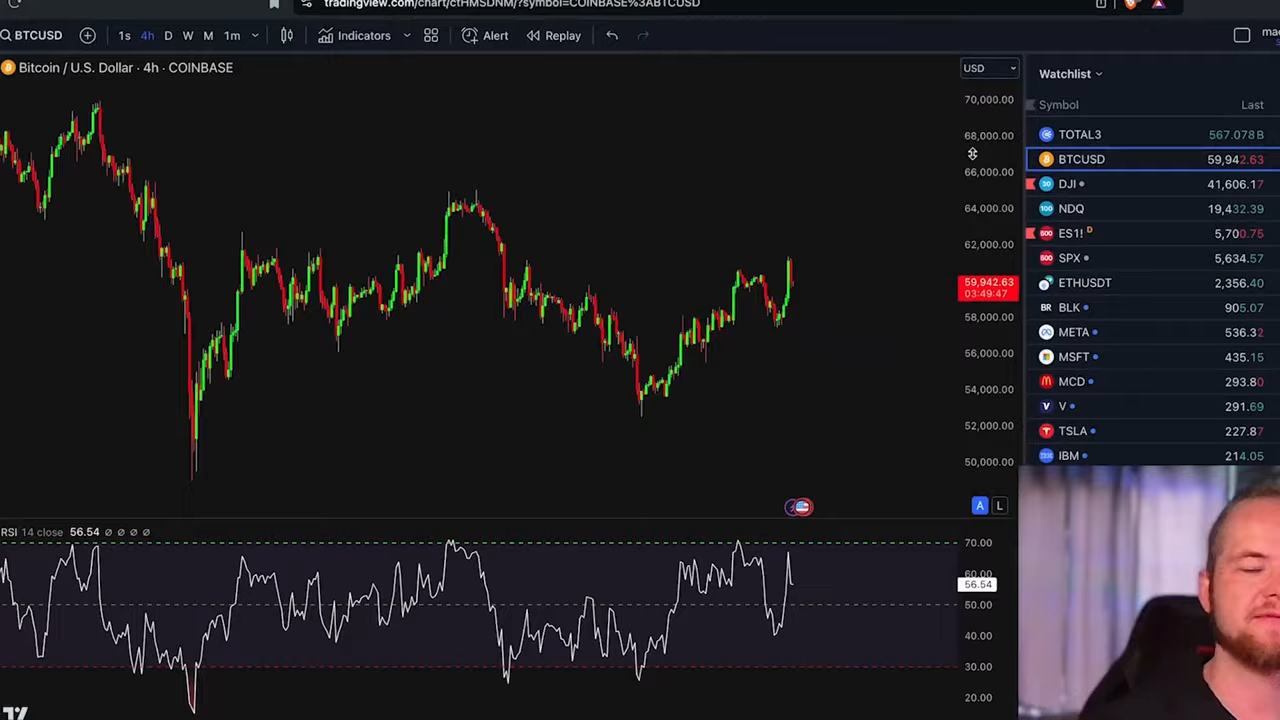 tradingview.com/chart/cfHMSDNM/?symbol=COINBASE%3ABTCUSD
BTCUSD 1s 4h D W M 1m Indicators Alert Replay
Bitcoin / U.S. Dollar · 4h · COINBASE
USD
70,000.00
68,000.00
66,000.00
64,000.00
62,000.00
59,942.63
03:49:47
58,000.00
56,000.00
54,000.00
52,000.00
50,000.00
A L
RSI 14 close 56.54 ∅ ∅ ∅ ∅
70.00
60.00
56.54
50.00
40.00
30.00
20.00
Watchlist
Symbol Last
TOTAL3 567.078B
BTCUSD 59,942.63
DJI 41,606.17
NDQ 19,432.39
ES1! D 5,700.75
SPX 5,634.57
ETHUSDT 2,356.40
BLK 905.07
META 536.32
MSFT 435.15
MCD 293.80
V 291.69
TSLA 227.87
IBM 214.05